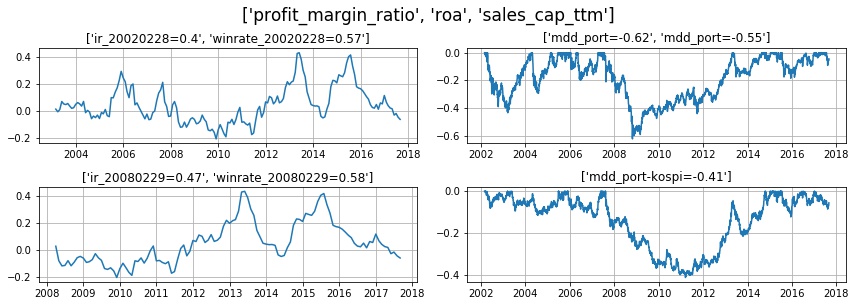 ['profit_margin_ratio', 'roa', 'sales_cap_ttm']
['ir_20020228=0.4', 'winrate_20020228=0.57']
0.4
0.2
0.0
−0.2
2004 2006 2008 2010 2012 2014 2016 2018
['mdd_port=-0.62', 'mdd_port=-0.55']
0.0
−0.2
−0.4
−0.6
2002 2004 2006 2008 2010 2012 2014 2016 2018
['ir_20080229=0.47', 'winrate_20080229=0.58']
0.4
0.2
0.0
−0.2
2008 2009 2010 2011 2012 2013 2014 2015 2016 2017 2018
['mdd_port-kospi=-0.41']
0.0
−0.2
−0.4
2002 2004 2006 2008 2010 2012 2014 2016 2018